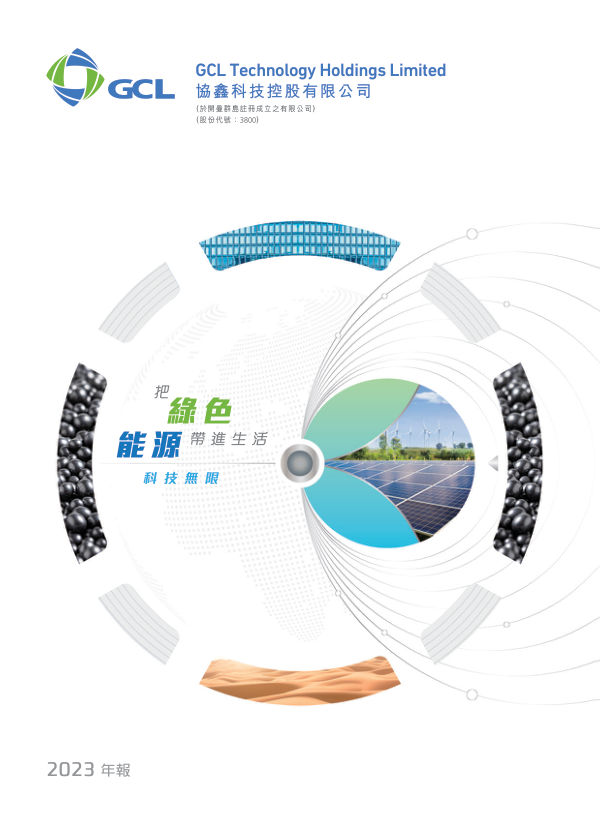 GCL
GCL Technology Holdings Limited
協鑫科技控股有限公司
(於開曼群島註冊成立之有限公司)
(股份代號：3800)
把
綠色
能源 帶進生活
科技無限
2023 年報